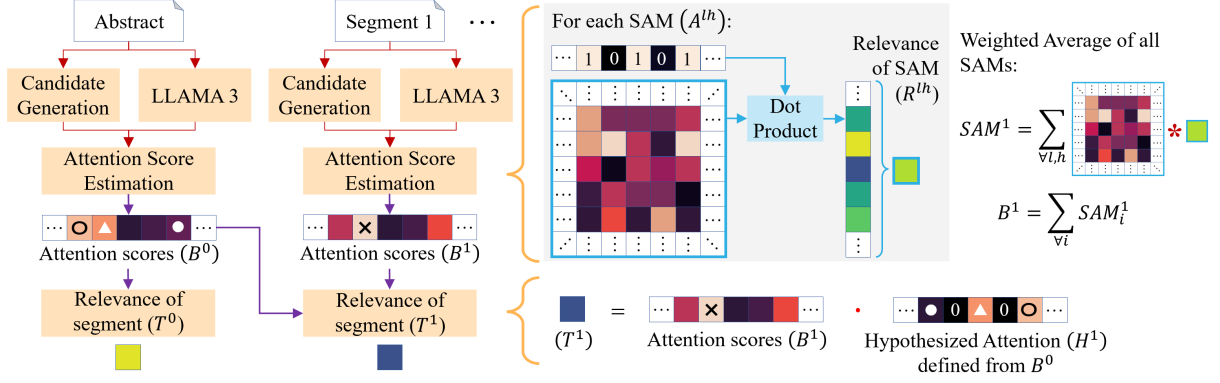 Abstract
Segment 1
...
Candidate
Generation
LLAMA 3
Candidate
Generation
LLAMA 3
Attention Score
Estimation
Attention Score
Estimation
...
...
Attention scores (B⁰)
...
...
Attention scores (B¹)
Relevance of
segment (T⁰)
Relevance of
segment (T¹)
For each SAM (Aˡʰ):
... 1 0 1 0 1 ...
Dot
Product
Relevance
of SAM
(Rˡʰ)
Weighted Average of all
SAMs:
SAM¹ = ∑ *
∀l,h
B¹ = ∑ SAMᵢ¹
∀i
(T¹)
=
... × ...
Attention scores (B¹)
·
... 0 0 ...
Hypothesized Attention (H¹)
defined from B⁰